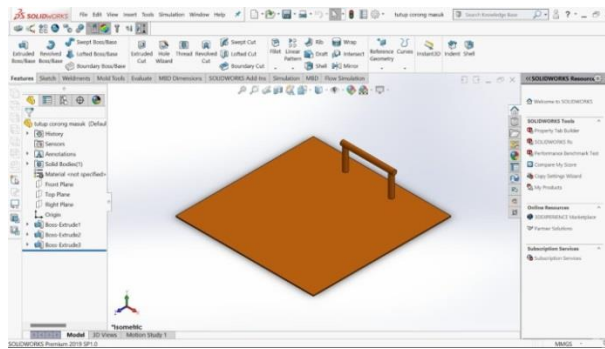 SOLIDWORKS File Edit View Insert Tools Simulation Window Help tutup corong masuk Search Knowledge Base
Extruded Boss/Base Revolved Boss/Base Swept Boss/Base Lofted Boss/Base Boundary Boss/Base Extruded Cut Hole Wizard Thread Revolved Cut Swept Cut Lofted Cut Boundary Cut Fillet Linear Pattern Rib Draft Shell Wrap Intersect Mirror Reference Geometry Curves Instant3D Indent Shell
Features Sketch Weldments Mold Tools Evaluate MBD Dimensions SOLIDWORKS Add-Ins Simulation MBD Flow Simulation
tutup corong masuk (Defaul
History
Sensors
Annotations
Solid Bodies(1)
Material <not specified>
Front Plane
Top Plane
Right Plane
Origin
Boss-Extrude1
Boss-Extrude2
Boss-Extrude3
*Isometric
Model 3D Views Motion Study 1
SOLIDWORKS Premium 2019 SP1.0
MMGS
SOLIDWORKS Resources
Welcome to SOLIDWORKS
SOLIDWORKS Tools
Property Tab Builder
SOLIDWORKS Rx
Performance Benchmark Test
Compare My Score
Copy Settings Wizard
My Products
Online Resources
3DEXPERIENCE Marketplace
Partner Solutions
Subscription Services
Subscription Services